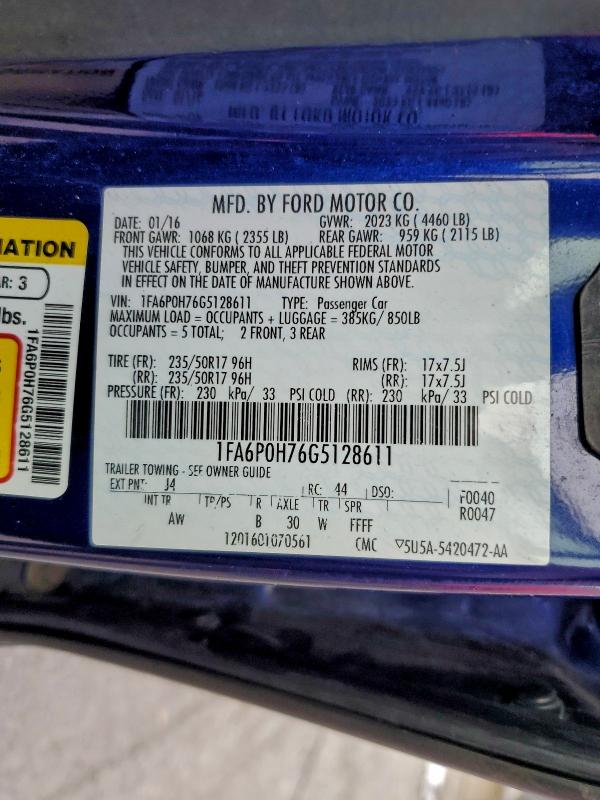 MFD. BY FORD MOTOR CO.
DATE: 01/16 GVWR: 2023 KG ( 4460 LB)
FRONT GAWR: 1068 KG ( 2355 LB) REAR GAWR: 959 KG ( 2115 LB)
THIS VEHICLE CONFORMS TO ALL APPLICABLE FEDERAL MOTOR
VEHICLE SAFETY, BUMPER, AND THEFT PREVENTION STANDARDS
IN EFFECT ON THE DATE OF MANUFACTURE SHOWN ABOVE.
VIN: 1FA6P0H76G5128611 TYPE: Passenger Car
MAXIMUM LOAD = OCCUPANTS + LUGGAGE = 385KG/ 850LB
OCCUPANTS = 5 TOTAL; 2 FRONT, 3 REAR
TIRE (FR): 235/50R17 96H RIMS (FR): 17x7.5J
(RR): 235/50R17 96H (RR): 17x7.5J
PRESSURE (FR): 230 kPa/ 33 PSI COLD (RR): 230 kPa/ 33 PSI COLD
1FA6P0H76G5128611
TRAILER TOWING - SEE OWNER GUIDE
EXT PNT: J4 RC: 44 DSO: F0040
INT TR TP/PS R AXLE TR SPR R0047
AW B 30 W FFFF
1201601070561 CMC ▽5U5A-5420472-AA
MATION
AR: 3
lbs.
1FA6P0H76G5128611